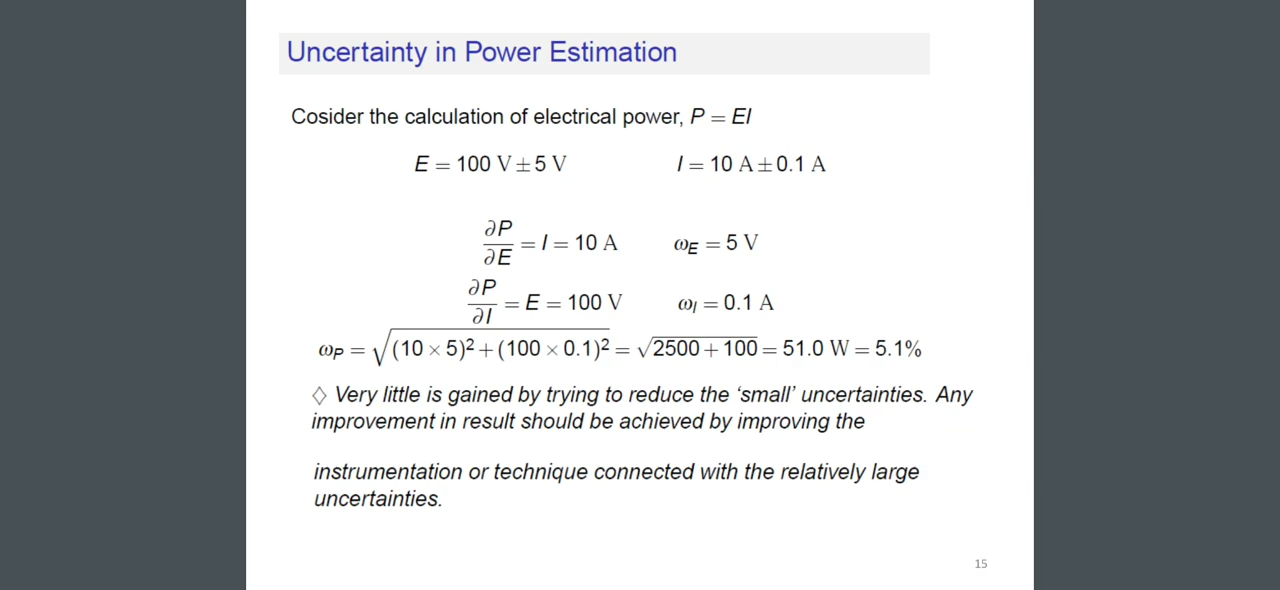 Uncertainty in Power Estimation
Cosider the calculation of electrical power, P = EI
E = 100 V ± 5 V I = 10 A ± 0.1 A
∂P/∂E = I = 10 A ω_E = 5 V
∂P/∂I = E = 100 V ω_I = 0.1 A
ω_P = √((10 × 5)² + (100 × 0.1)²) = √(2500 + 100) = 51.0 W = 5.1%
◇ Very little is gained by trying to reduce the ‘small’ uncertainties. Any
improvement in result should be achieved by improving the
instrumentation or technique connected with the relatively large
uncertainties.
15